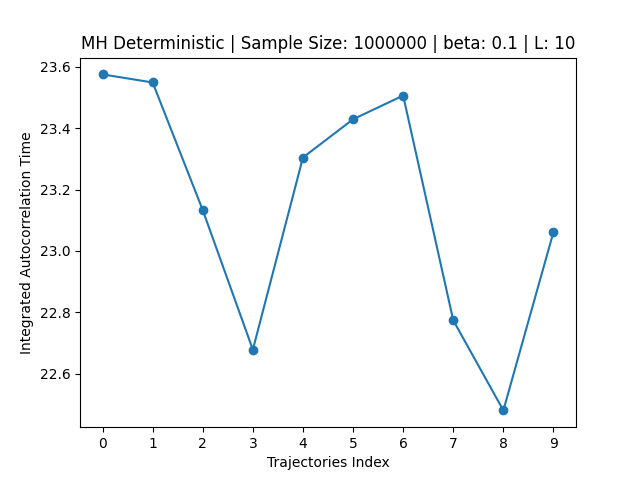 MH Deterministic | Sample Size: 1000000 | beta: 0.1 | L: 10
Integrated Autocorrelation Time
23.6
23.4
23.2
23.0
22.8
22.6
0 1 2 3 4 5 6 7 8 9
Trajectories Index